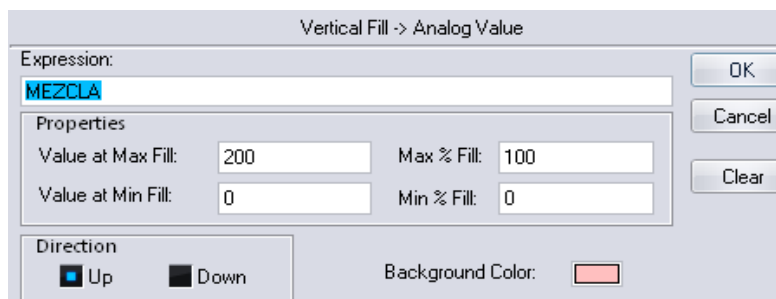 Vertical Fill -> Analog Value
Expression:
OK
MEZCLA
Cancel
Properties
Value at Max Fill: 200 Max % Fill: 100
Clear
Value at Min Fill: 0 Min % Fill: 0
Direction
Up Down Background Color: